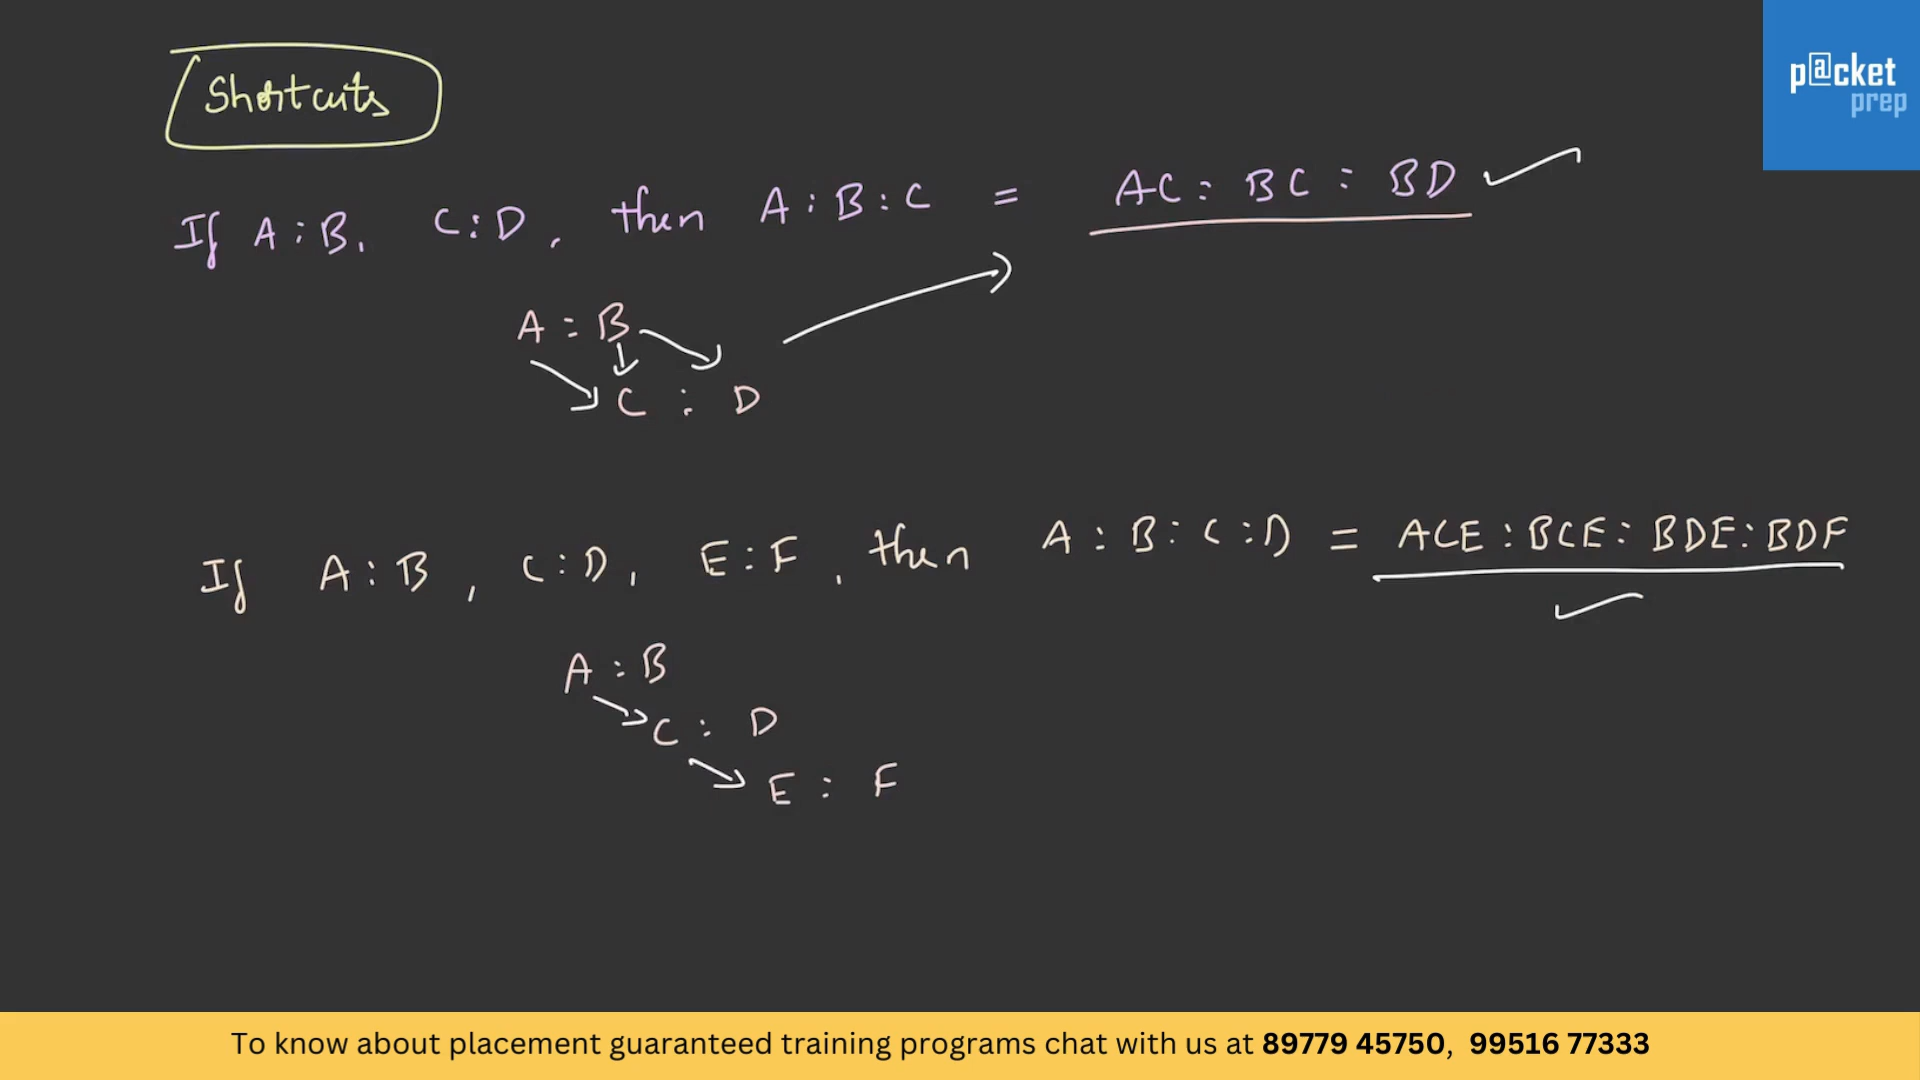 Shortcuts
p@cket
prep
If A:B, C:D, then A:B:C = AC : BC : BD
A : B
C : D
If A:B, C:D, E:F, then A:B:C:D = ACE : BCE : BDE : BDF
A : B
C : D
E : F
To know about placement guaranteed training programs chat with us at 89779 45750, 99516 77333